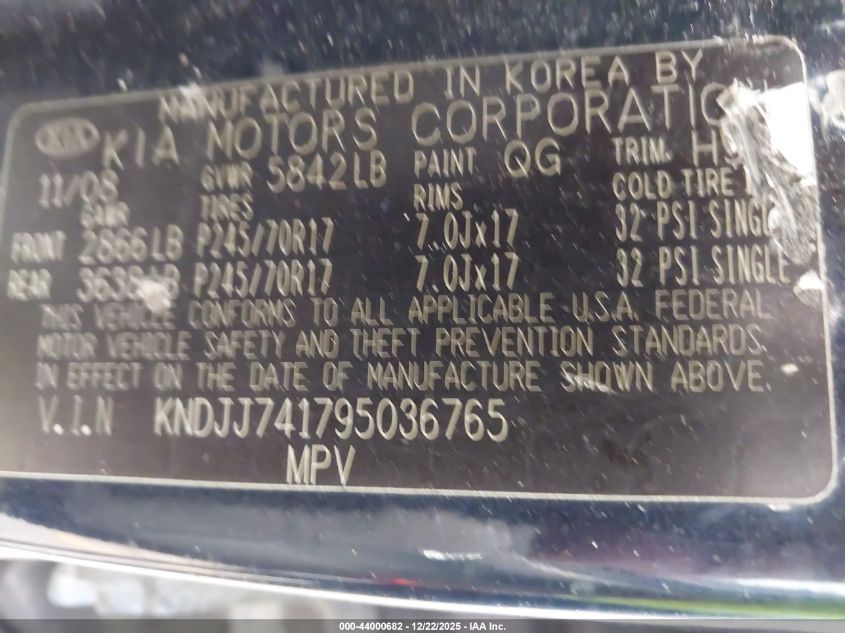 MANUFACTURED IN KOREA BY
KIA KIA MOTORS CORPORATION
11/08 GVWR 5842LB PAINT QG TRIM
GAWR TIRES RIMS COLD TIRE
FRONT 2866LB P245/70R17 7.0Jx17 32 PSI SINGLE
REAR P245/70R17 7.0Jx17 32 PSI SINGLE
THIS VEHICLE CONFORMS TO ALL APPLICABLE U.S.A. FEDERAL
MOTOR VEHICLE SAFETY AND THEFT PREVENTION STANDARDS
IN EFFECT ON THE DATE OF MANUFACTURE SHOWN ABOVE.
V.I.N KNDJJ741795036765
MPV
000-44000682 - 12/22/2025 - IAA Inc.